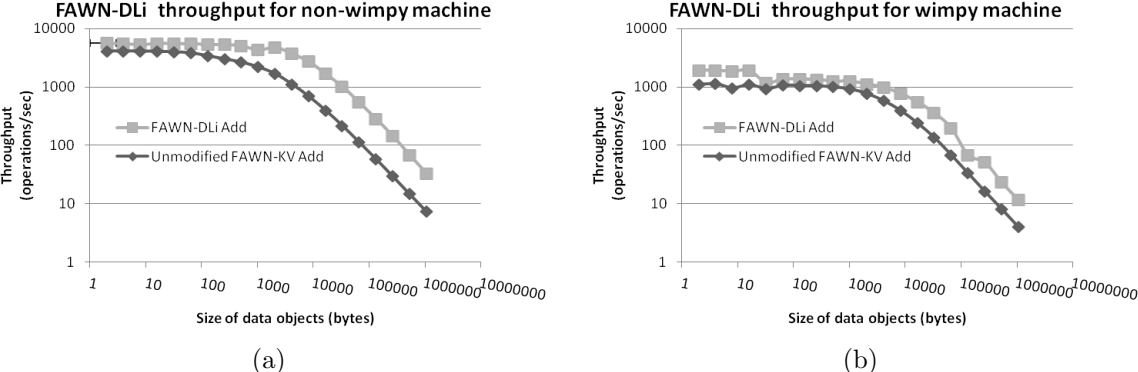 FAWN-DLi throughput for non-wimpy machine
10000
1000
100
10
1
Throughput
(operations/sec)
FAWN-DLi Add
Unmodified FAWN-KV Add
1
10
100
1000
10000
100000
1000000
10000000
Size of data objects (bytes)
(a)
FAWN-DLi throughput for wimpy machine
10000
1000
100
10
1
Throughput
(operations/sec)
FAWN-DLi Add
Unmodified FAWN-KV Add
1
10
100
1000
10000
100000
1000000
10000000
Size of data objects (bytes)
(b)